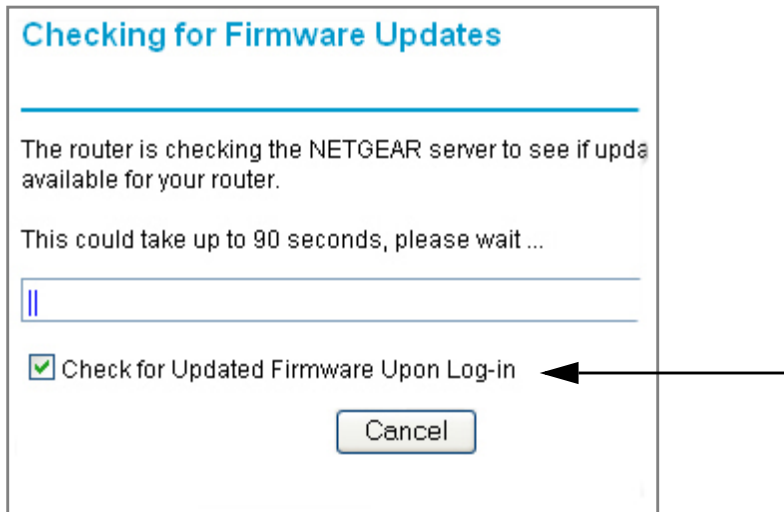 Checking for Firmware Updates
The router is checking the NETGEAR server to see if upda
available for your router.
This could take up to 90 seconds, please wait ...
Check for Updated Firmware Upon Log-in
Cancel